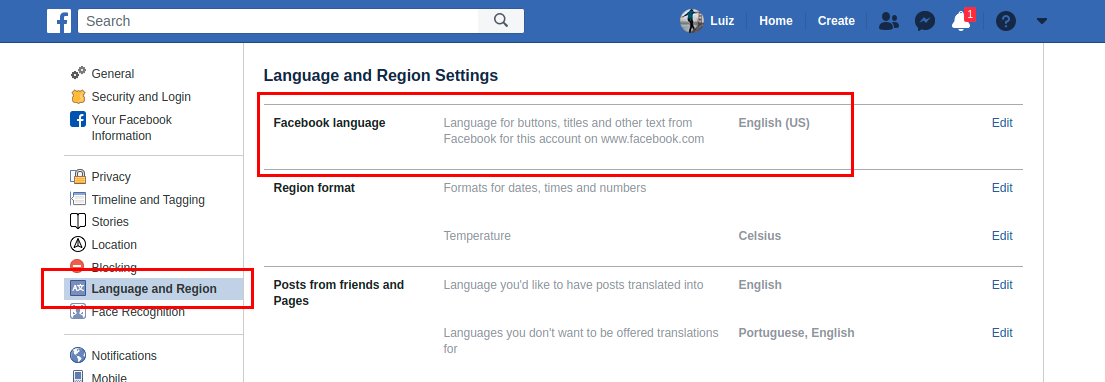 Search
Luiz
Home
Create
1
General
Security and Login
Your Facebook
Information
Privacy
Timeline and Tagging
Stories
Location
Blocking
Language and Region
Face Recognition
Notifications
Mobile
Language and Region Settings
Facebook language
Language for buttons, titles and other text from
Facebook for this account on www.facebook.com
English (US)
Edit
Region format
Formats for dates, times and numbers
Edit
Temperature
Celsius
Edit
Posts from friends and
Pages
Language you'd like to have posts translated into
English
Edit
Languages you don't want to be offered translations
for
Portuguese, English
Edit